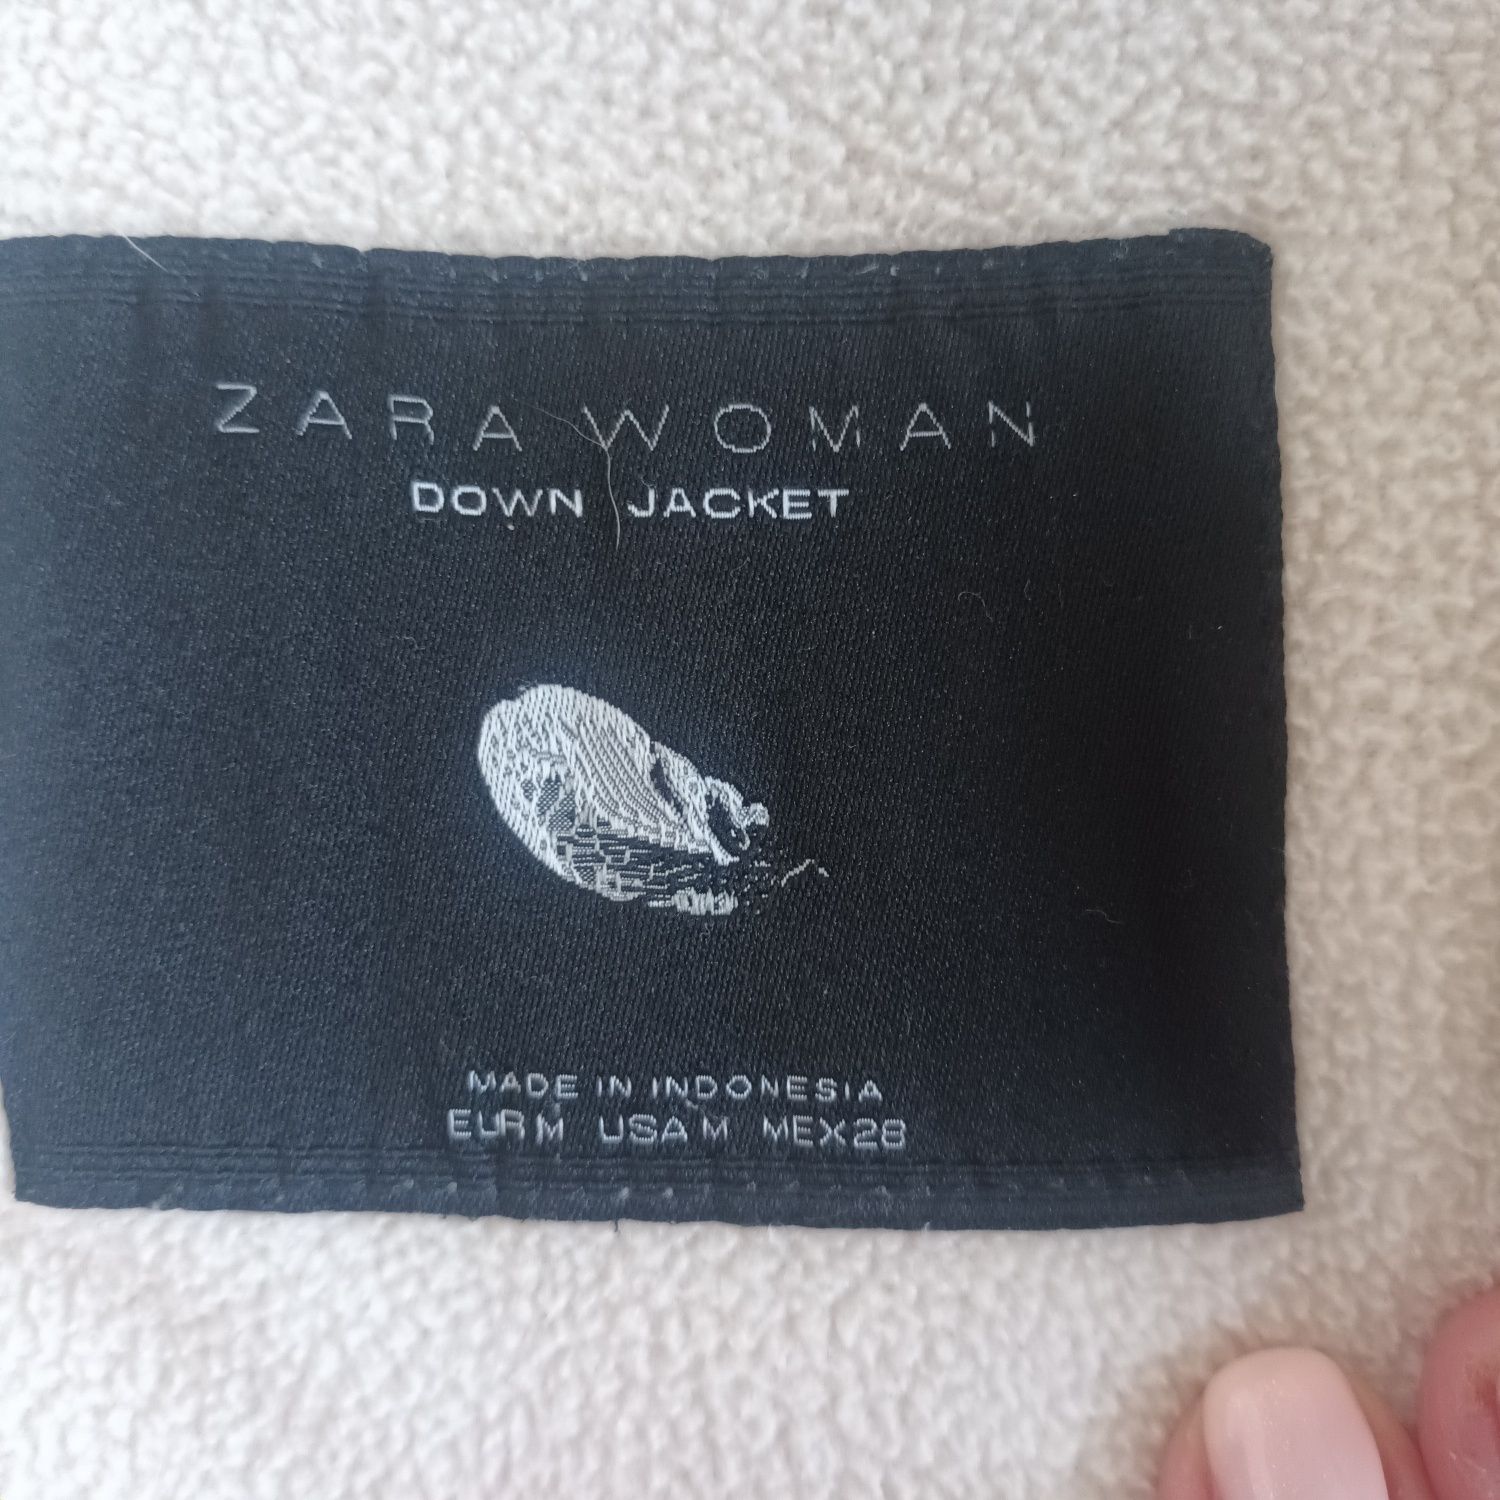 ZARA WOMAN
DOWN JACKET
MADE IN INDONESIA
EUR M USA M MEX 28